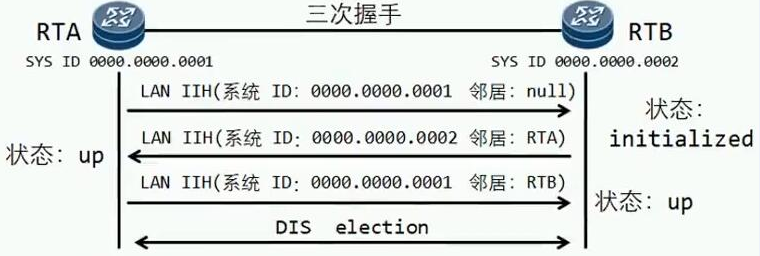 三次握手
RTA
RTB
SYS ID 0000.0000.0001
SYS ID 0000.0000.0002
LAN IIH(系统 ID: 0000.0000.0001 邻居: null)
状态:
initialized
LAN IIH(系统 ID: 0000.0000.0002 邻居: RTA)
状态: up
LAN IIH(系统 ID: 0000.0000.0001 邻居: RTB)
状态: up
DIS election